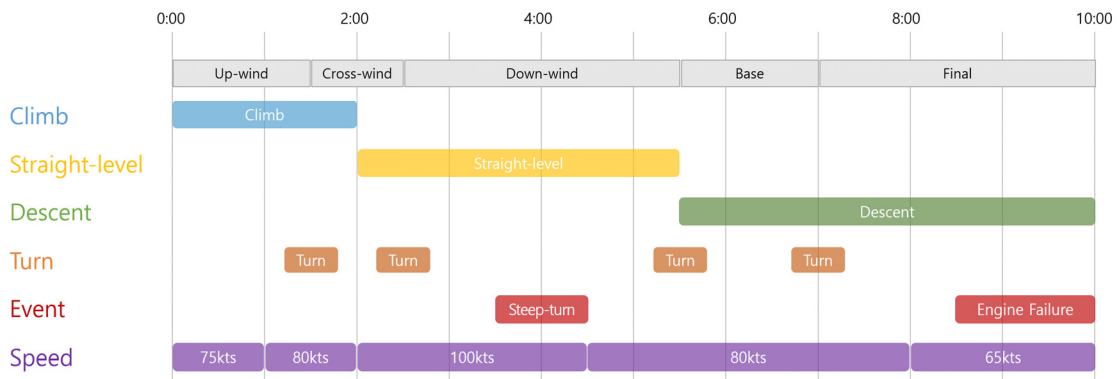 0:00 2:00 4:00 6:00 8:00 10:00
Up-wind Cross-wind Down-wind Base Final
Climb Climb
Straight-level Straight-level
Descent Descent
Turn Turn Turn Turn Turn
Event Steep-turn Engine Failure
Speed 75kts 80kts 100kts 80kts 65kts